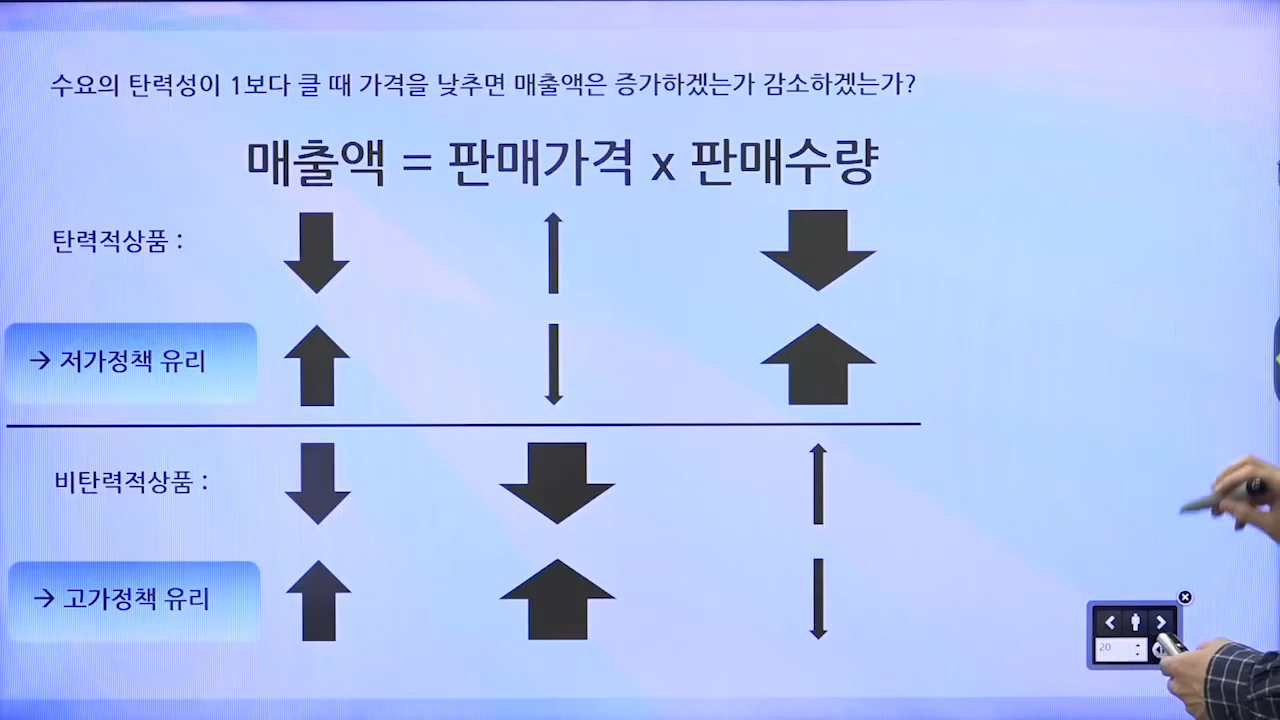 수요의 탄력성이 1보다 클 때 가격을 낮추면 매출액은 증가하겠는가 감소하겠는가?
매출액 = 판매가격 x 판매수량
탄력적상품 :
→ 저가정책 유리
비탄력적상품 :
→ 고가정책 유리
20